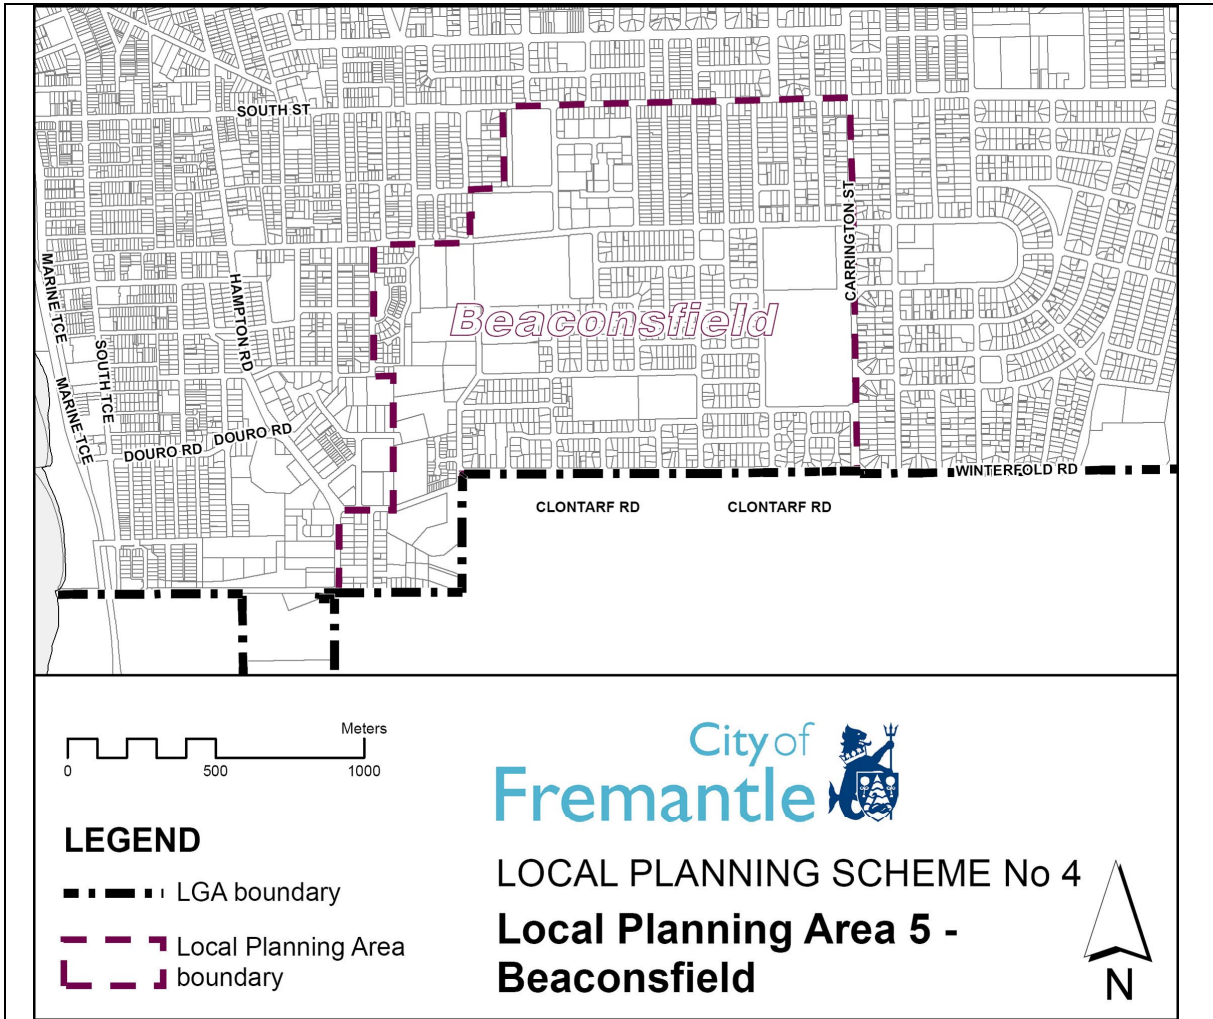 SOUTH ST
CARRINGTON ST
MARINE TCE
HAMPTON RD
Beaconsfield
SOUTH TCE
MARINE TCE
DOURO RD
DOURO RD
WINTERFOLD RD
CLONTARF RD
CLONTARF RD
Meters
0
500
1000
City of
Fremantle
LEGEND
LGA boundary
Local Planning Area
boundary
LOCAL PLANNING SCHEME No 4
Local Planning Area 5 -
Beaconsfield
N